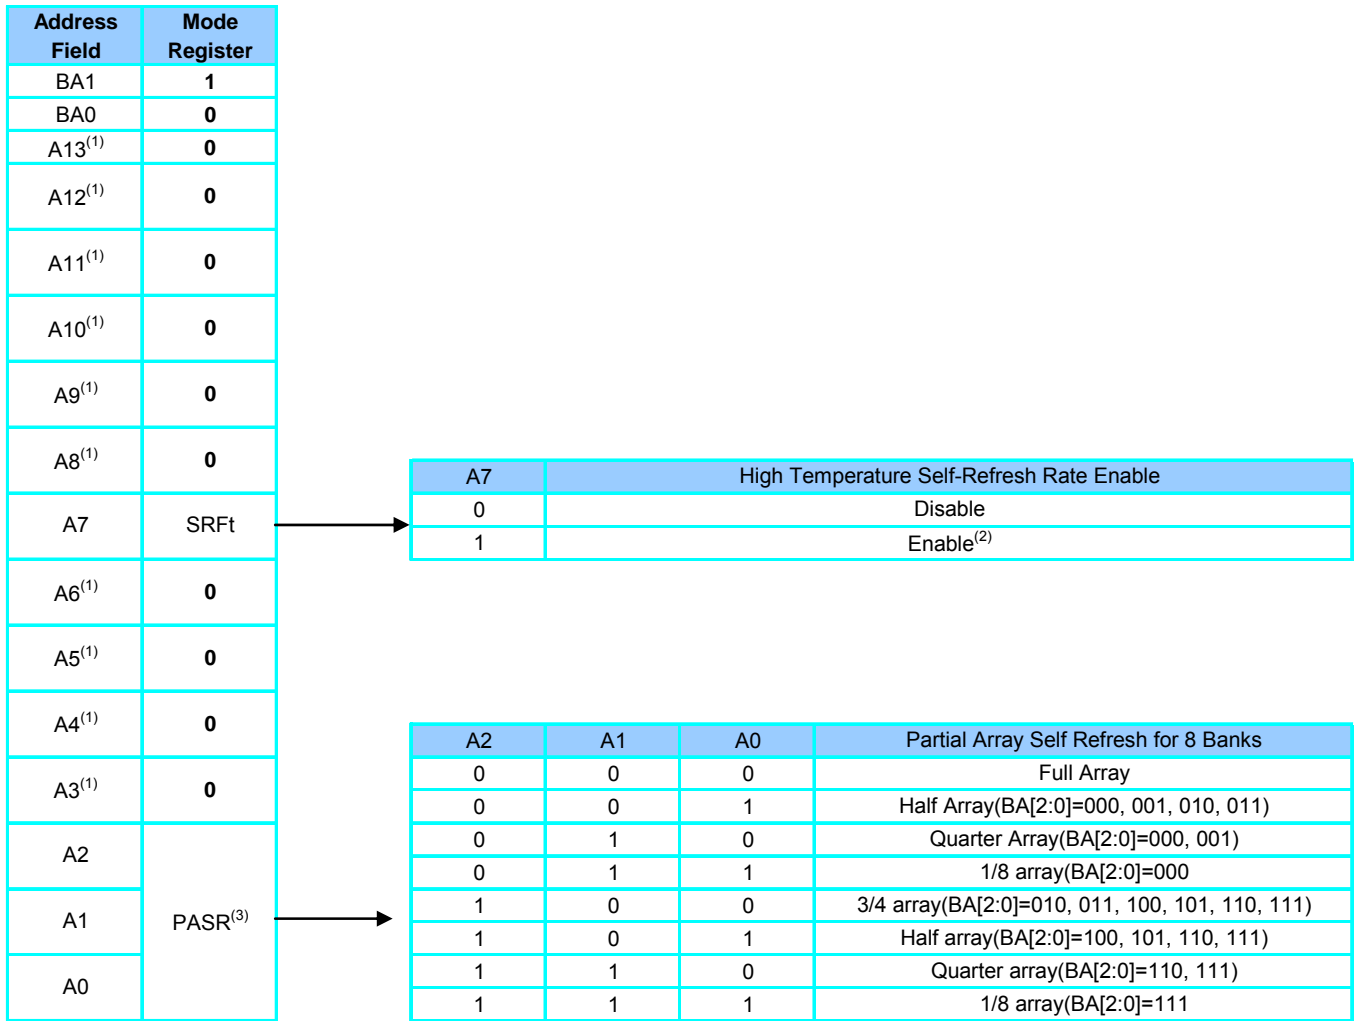 Address Field Mode Register
BA1 1
BA0 0
A13(1) 0
A12(1) 0
A11(1) 0
A10(1) 0
A9(1) 0
A8(1) 0
A7 SRFt
A6(1) 0
A5(1) 0
A4(1) 0
A3(1) 0
A2
A1 PASR(3)
A0
A7 High Temperature Self-Refresh Rate Enable
0 Disable
1 Enable(2)
A2 A1 A0 Partial Array Self Refresh for 8 Banks
0 0 0 Full Array
0 0 1 Half Array(BA[2:0]=000, 001, 010, 011)
0 1 0 Quarter Array(BA[2:0]=000, 001)
0 1 1 1/8 array(BA[2:0]=000
1 0 0 3/4 array(BA[2:0]=010, 011, 100, 101, 110, 111)
1 0 1 Half array(BA[2:0]=100, 101, 110, 111)
1 1 0 Quarter array(BA[2:0]=110, 111)
1 1 1 1/8 array(BA[2:0]=111